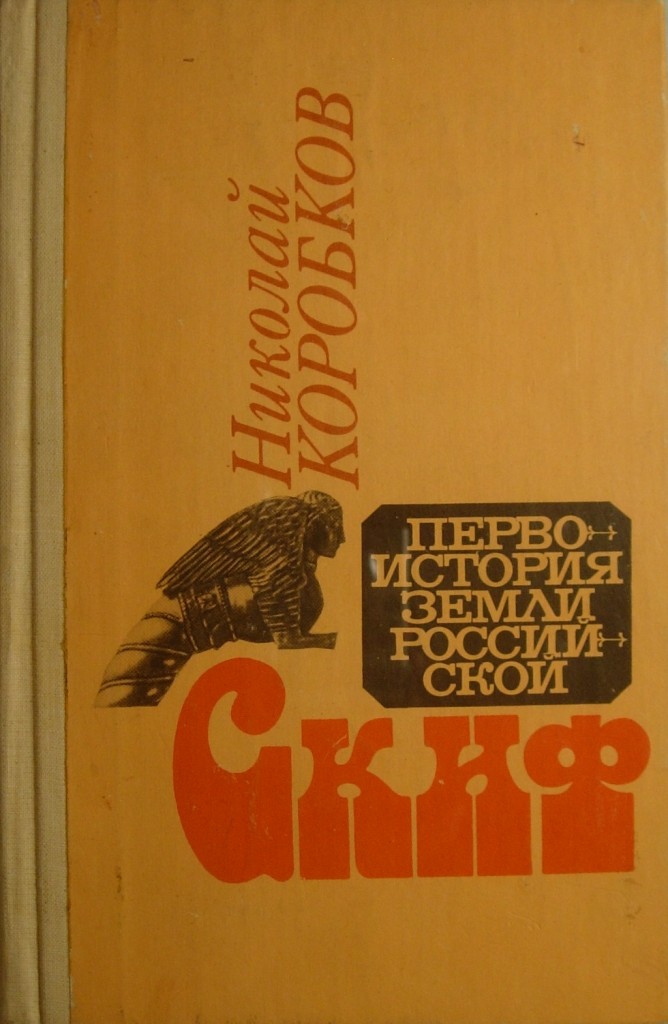 Николай
КОРОБКОВ
ПЕРВО-
ИСТОРИЯ
ЗЕМЛИ
РОССИЙ-
СКОЙ
Скиф